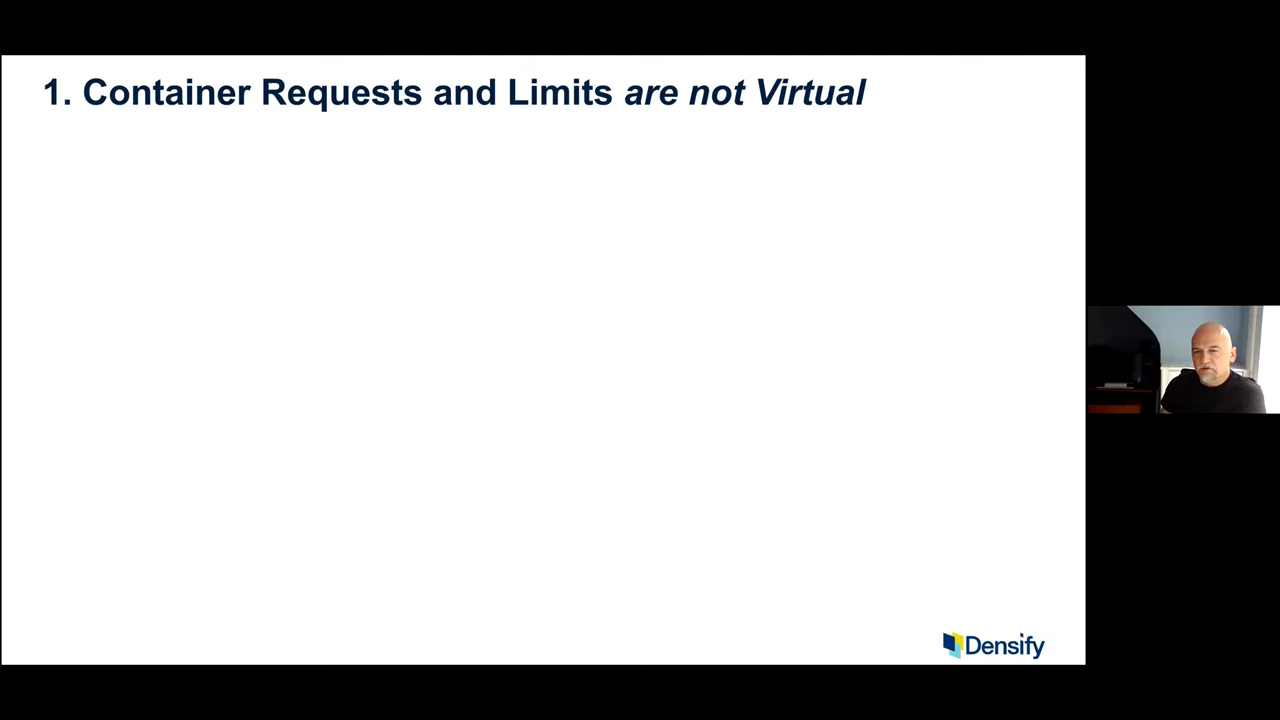 1. Container Requests and Limits are not Virtual
Densify